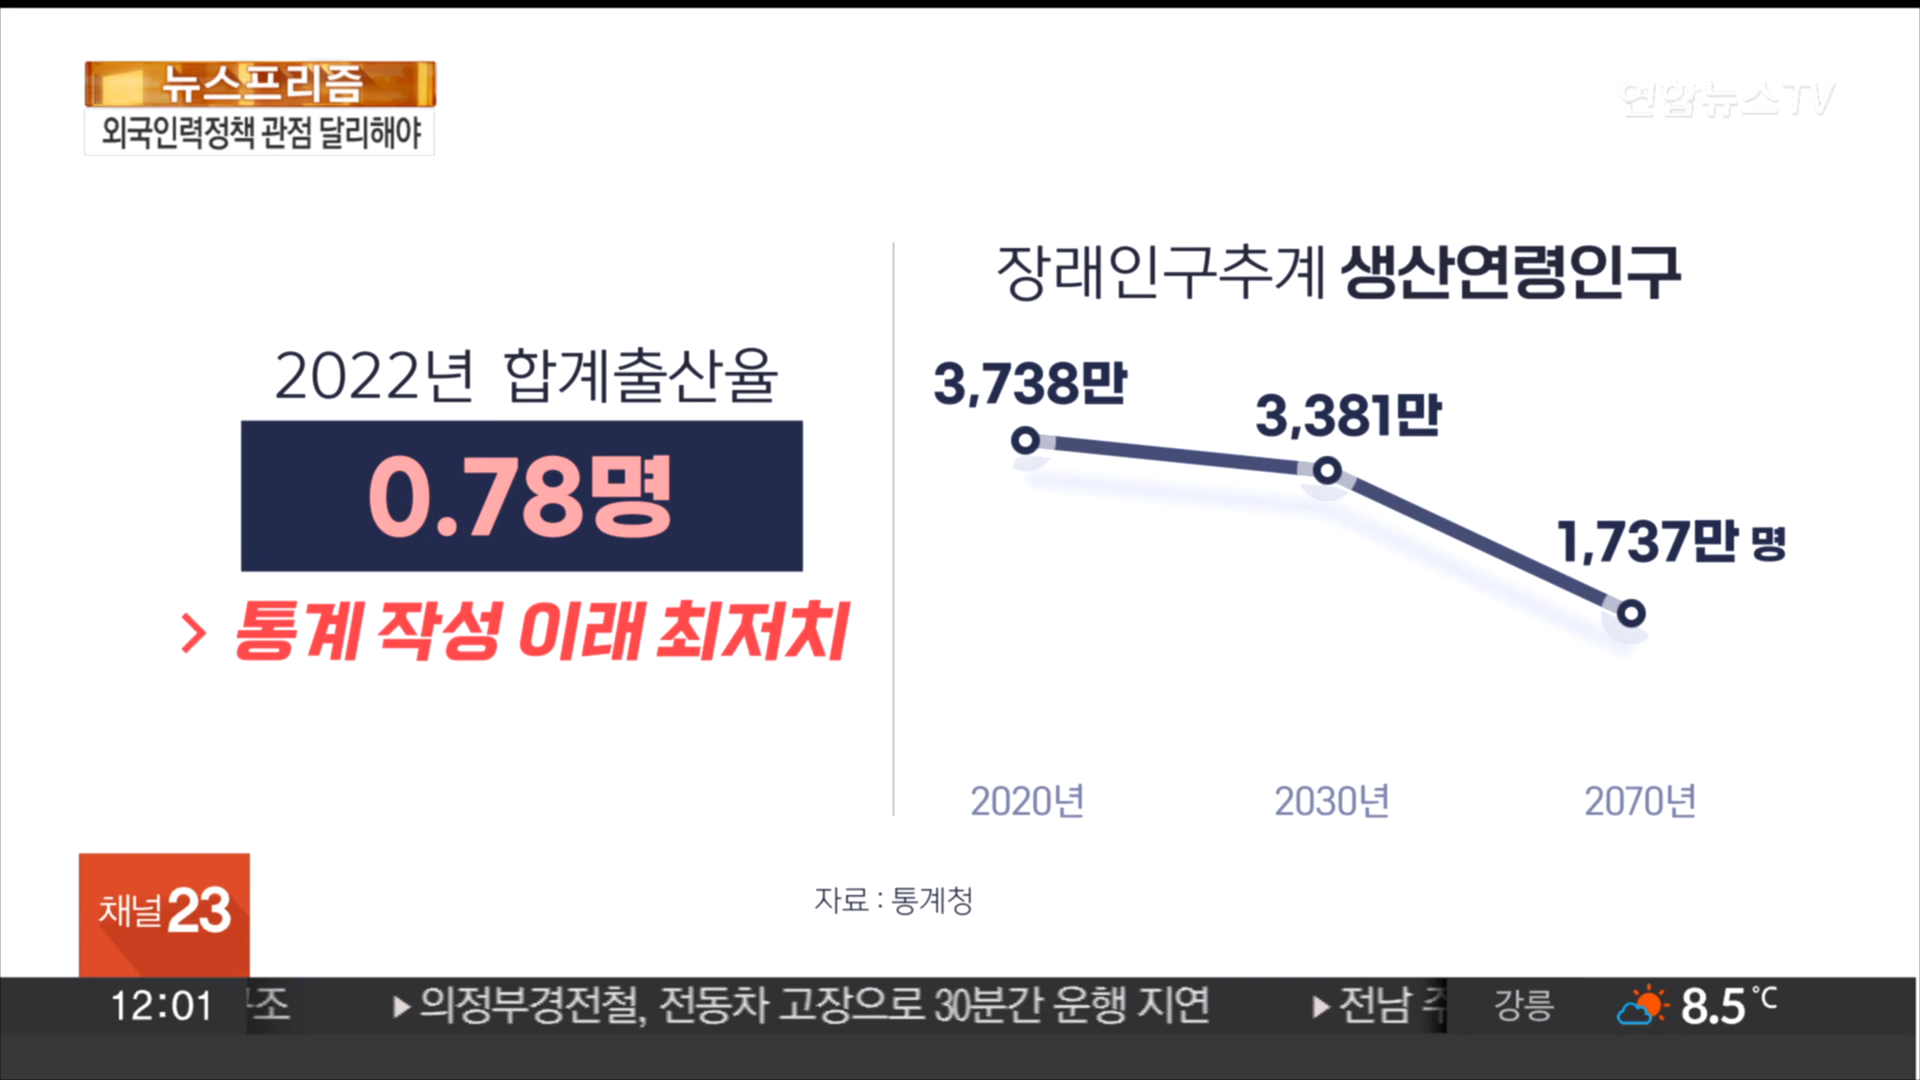 뉴스프리즘
외국인력정책 관점 달리해야
연합뉴스TV
2022년 합계출산율
0.78명
> 통계 작성 이래 최저치
장래인구추계 생산연령인구
3,738만
3,381만
1,737만 명
2020년 2030년 2070년
자료 : 통계청
채널23
12:01 조 ▶의정부경전철, 전동차 고장으로 30분간 운행 지연 ▶전남 강릉 8.5℃